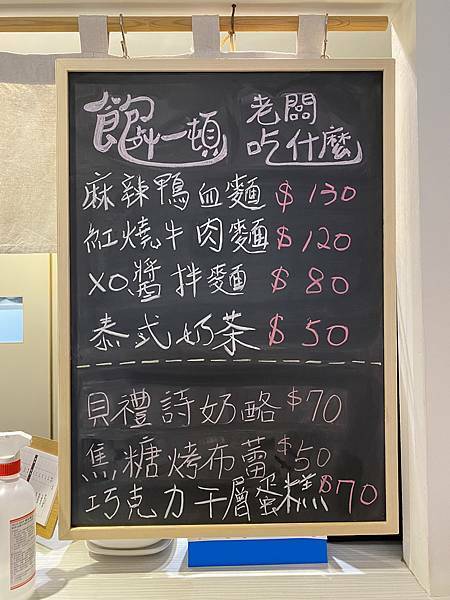 飽斗一頓 老闆
吃什麼
麻辣鴨血麵 $130
紅燒牛肉麵 $120
XO醬拌麵 $80
泰式奶茶 $50
貝禮詩奶酪 $70
焦糖烤布蕾 $50
巧克力千層蛋糕 $70